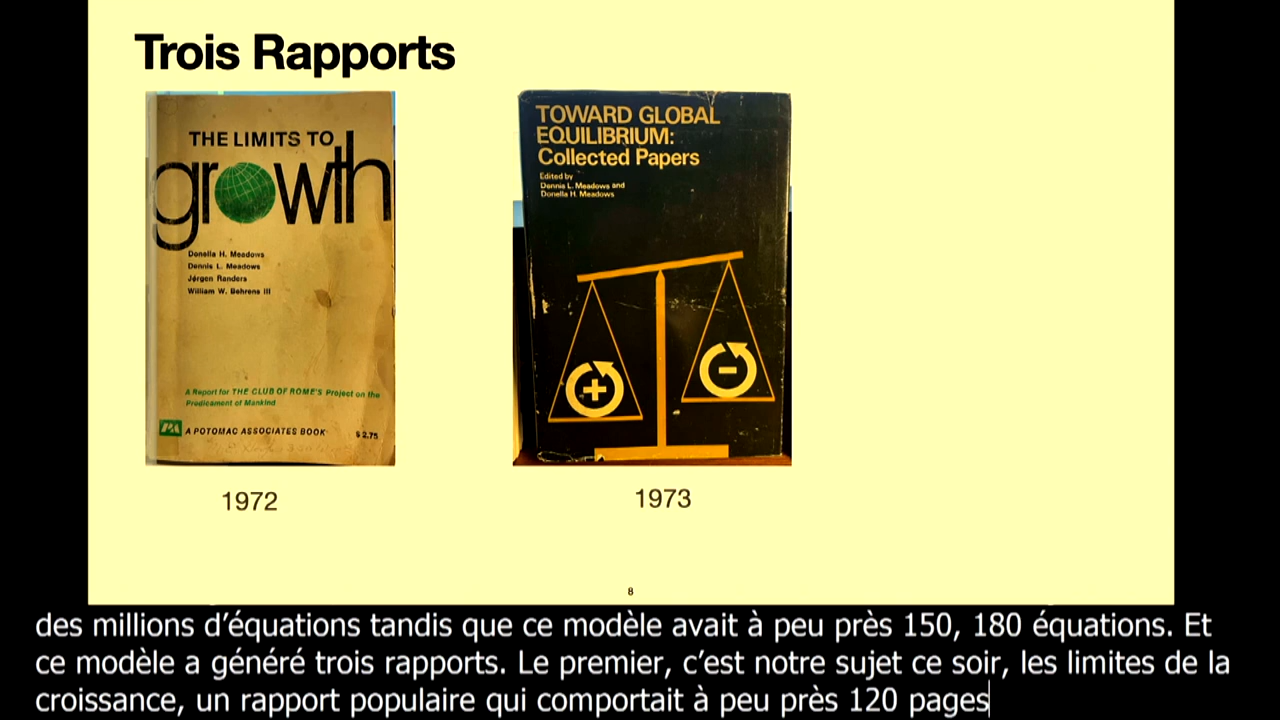 Trois Rapports
THE LIMITS TO
growth
Donella H. Meadows
Dennis L. Meadows
Jørgen Randers
William W. Behrens III
A Report for THE CLUB OF ROME'S Project on the
Predicament of Mankind
A POTOMAC ASSOCIATES BOOK
$2.75
1972
TOWARD GLOBAL
EQUILIBRIUM:
Collected Papers
Edited by
Dennis L. Meadows and
Donella H. Meadows
1973
8
des millions d'équations tandis que ce modèle avait à peu près 150, 180 équations. Et
ce modèle a généré trois rapports. Le premier, c'est notre sujet ce soir, les limites de la
croissance, un rapport populaire qui comportait à peu près 120 pages